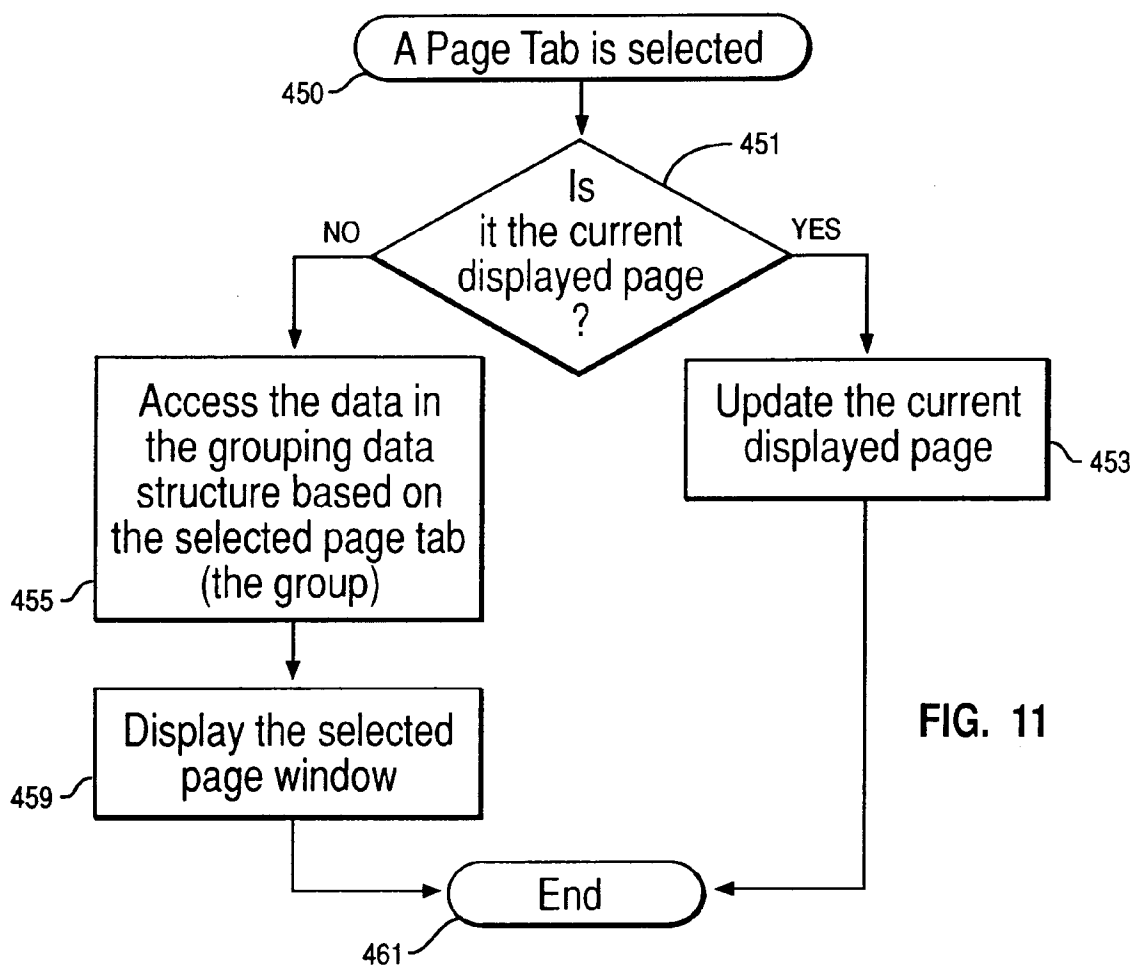 A Page Tab is selected
450
451
Is
it the current
displayed page
?
NO
YES
Access the data in
the grouping data
structure based on
the selected page tab
(the group)
455
Update the current
displayed page
453
Display the selected
page window
459
FIG. 11
End
461